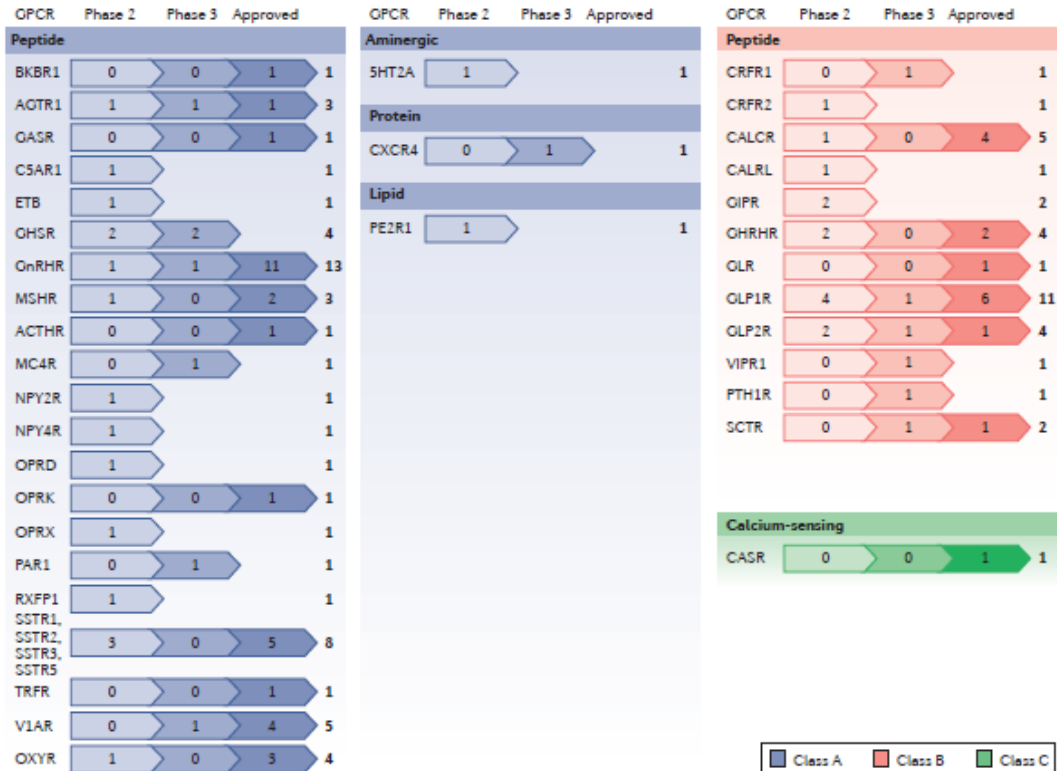 GPCR Phase 2 Phase 3 Approved
Peptide
BKBR1 0 0 1 1
AGTR1 1 1 1 3
GASR 0 0 1 1
C5AR1 1 1
ETB 1 1
GHSR 2 2 4
GnRHR 1 1 11 13
MSHR 1 0 2 3
ACTHR 0 0 1 1
MC4R 0 1 1
NPY2R 1 1
NPY4R 1 1
OPRD 1 1
OPRK 0 0 1 1
OPRX 1 1
PAR1 0 1 1
RXFP1 1 1
SSTR1,
SSTR2,
SSTR3,
SSTR5
3 0 5 8
TRFR 0 0 1 1
V1AR 0 1 4 5
OXYR 1 0 3 4
GPCR Phase 2 Phase 3 Approved
Aminergic
5HT2A 1 1
Protein
CXCR4 0 1 1
Lipid
PE2R1 1 1
GPCR Phase 2 Phase 3 Approved
Peptide
CRFR1 0 1 1
CRFR2 1 1
CALCR 1 0 4 5
CALRL 1 1
GIPR 2 2
GHRHR 2 0 2 4
GLR 0 0 1 1
GLP1R 4 1 6 11
GLP2R 2 1 1 4
VIPR1 0 1 1
PTH1R 0 1 1
SCTR 0 1 1 2
Calcium-sensing
CASR 0 0 1 1
Class A Class B Class C